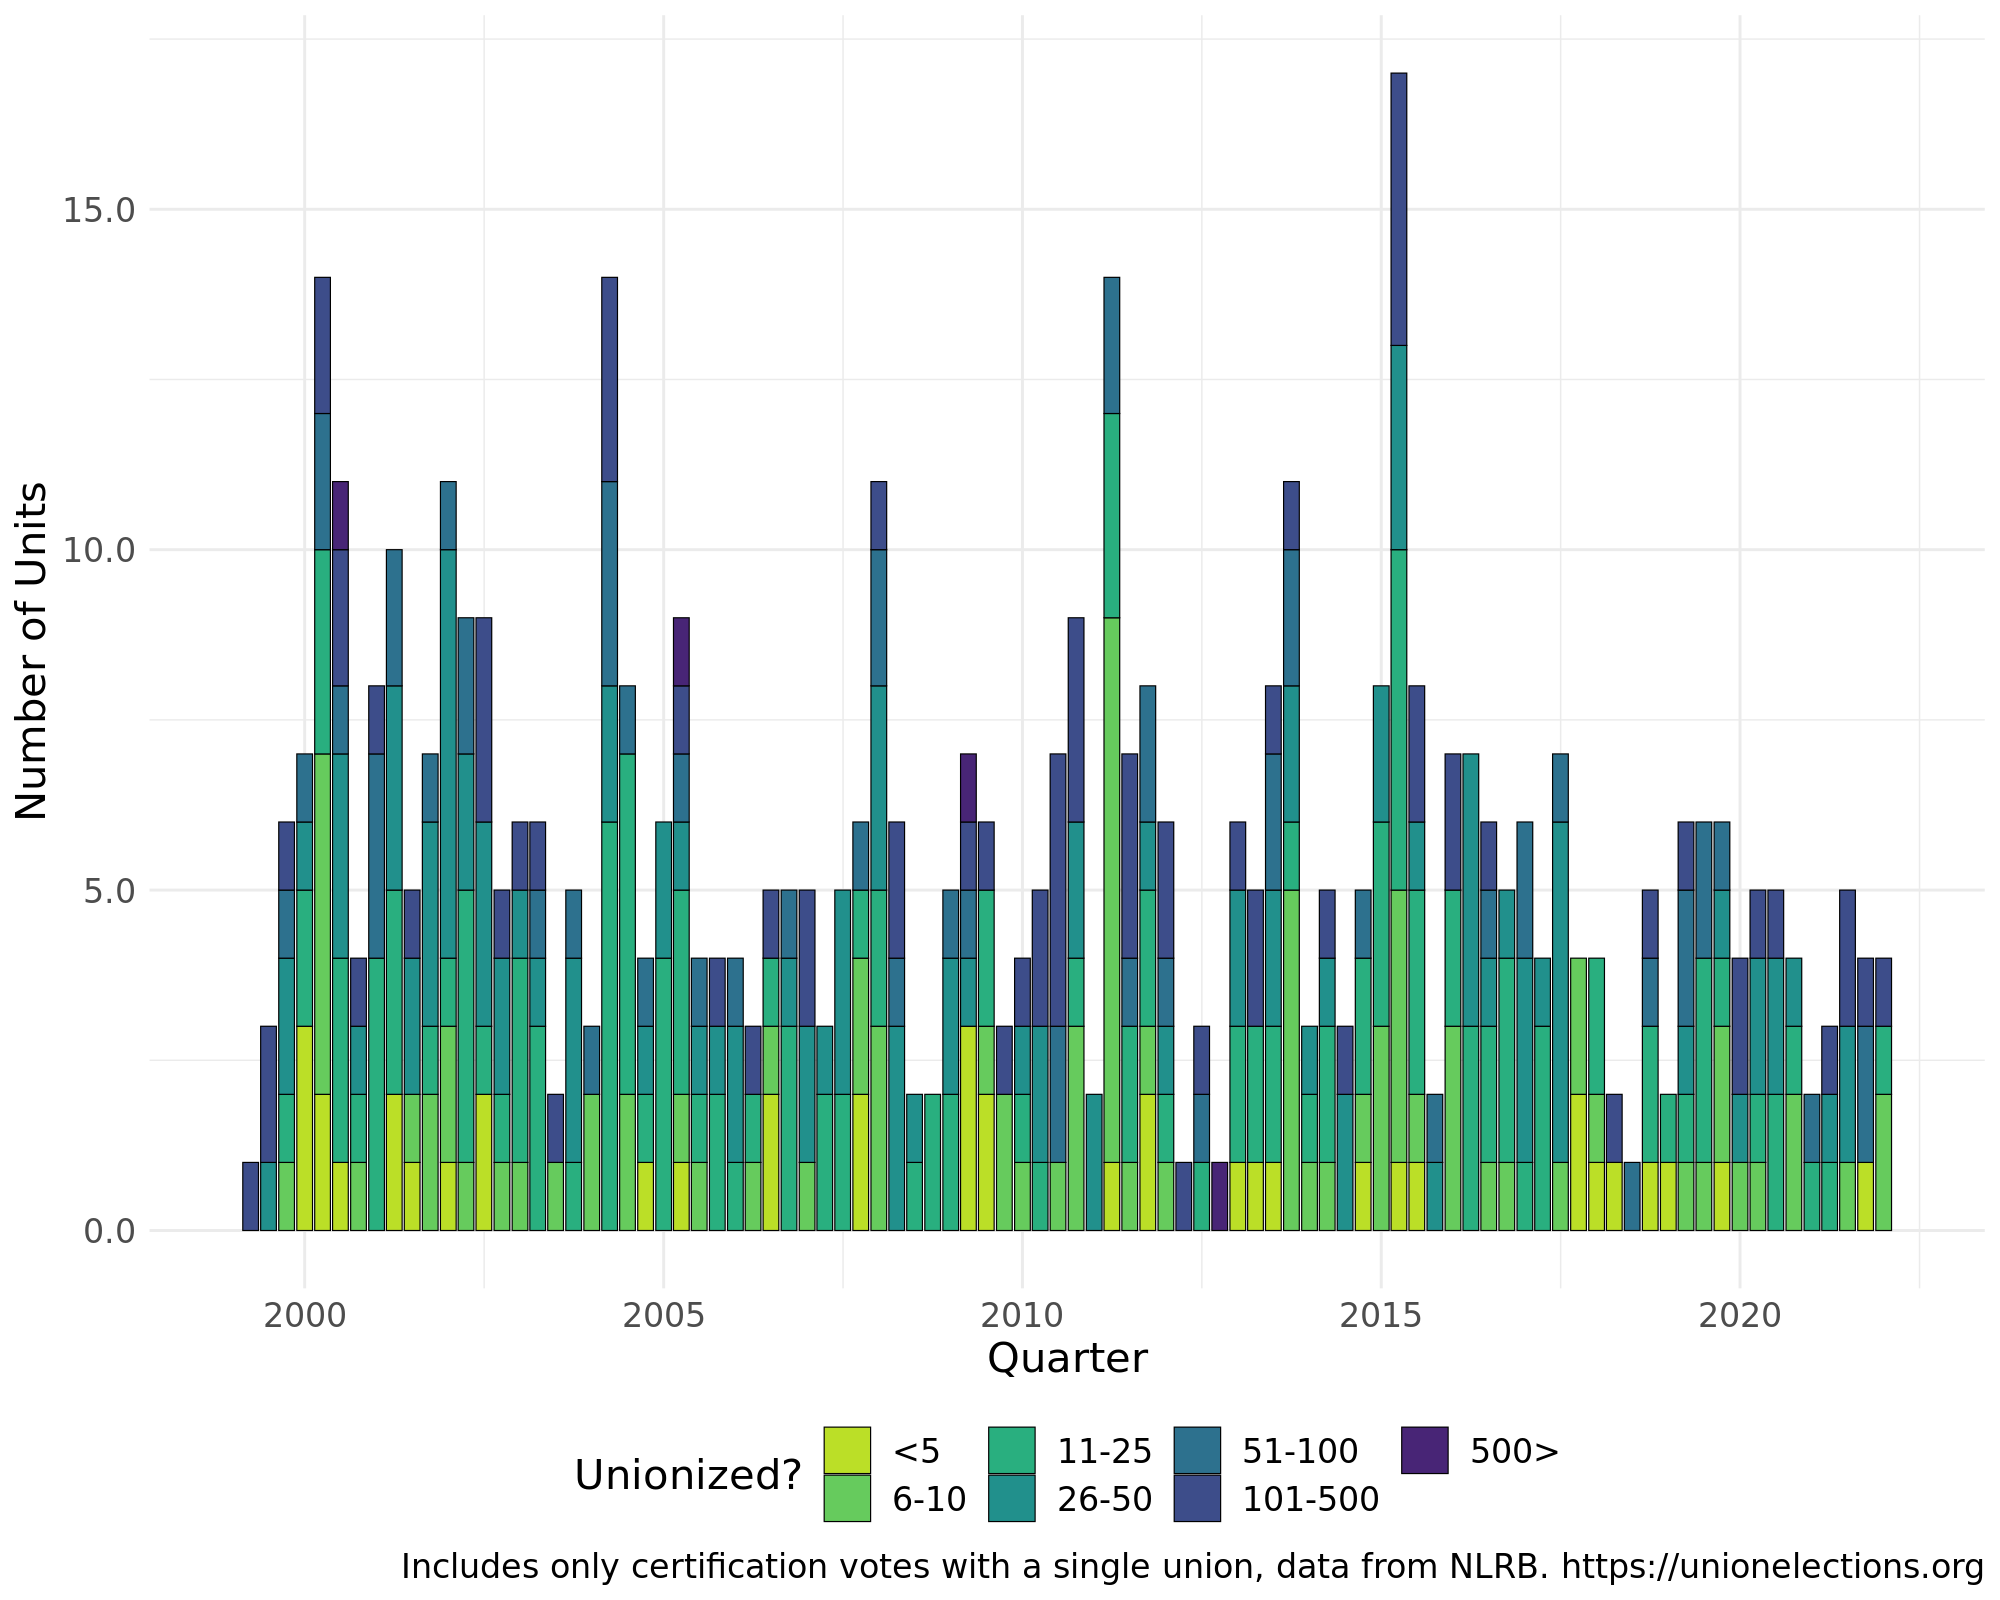 15.0
10.0
5.0
0.0
Number of Units
2000 2005 2010 2015 2020
Quarter
Unionized?
<5 11-25 51-100 500>
6-10 26-50 101-500
Includes only certification votes with a single union, data from NLRB. https://unionelections.org